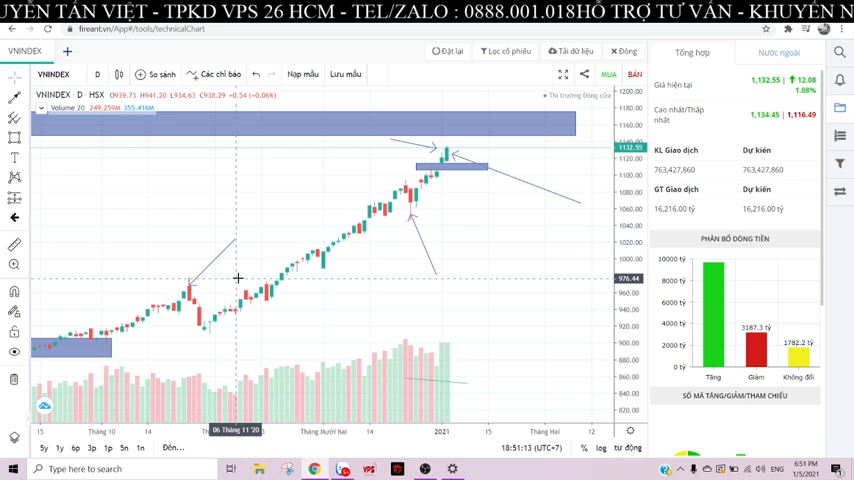 UYỄN TẤN VIỆT - TPKD VPS 26 HCM - TEL/ZALO : 0888.001.018HỖ TRỢ TƯ VẤN - KHUYẾN N
fireant.vn/App#/tools/technicalChart
VNINDEX
Đặt lại
Lọc cổ phiếu
Tải dữ liệu
Đóng
Tổng hợp
Nước ngoài
VNINDEX
D
So sánh
Các chỉ báo
Nạp mẫu
Lưu mẫu
MUA
BÁN
VNINDEX · D · HSX O939.73 H941.20 L934.63 C938.29 +0.54 (+0.06%)
Thị trường Đóng cửa
Volume 20 249.259M 355.416M
1200.00
1180.00
1160.00
1140.00
1132.55
1120.00
1100.00
1080.00
1060.00
1040.00
1020.00
1000.00
976.44
960.00
940.00
920.00
900.00
880.00
860.00
840.00
820.00
Giá hiện tại
1,132.55
12.08
1.08%
Cao nhất/Thấp nhất
1,134.45 | 1,116.49
KL Giao dịch
Dự kiến
763,427,860
763,427,860
GT Giao dịch
Dự kiến
16,216.00 tỷ
16,216.00 tỷ
PHÂN BỔ DÒNG TIỀN
10000 tỷ
8000 tỷ
6000 tỷ
4000 tỷ
2000 tỷ
0 tỷ
3187.3 tỷ
1782.2 tỷ
Tăng
Giảm
Không đổi
SỐ MÃ TĂNG/GIẢM/THAM CHIẾU
15
Tháng 10
14
06 Tháng 11 '20
Tháng Mười hai
14
2021
15
Tháng Hai
12
5y
1y
6p
3p
1p
5n
1n
Đến...
18:51:13 (UTC+7)
%
log
tự động
Type here to search
VPS
ENG
6:51 PM
1/5/2021